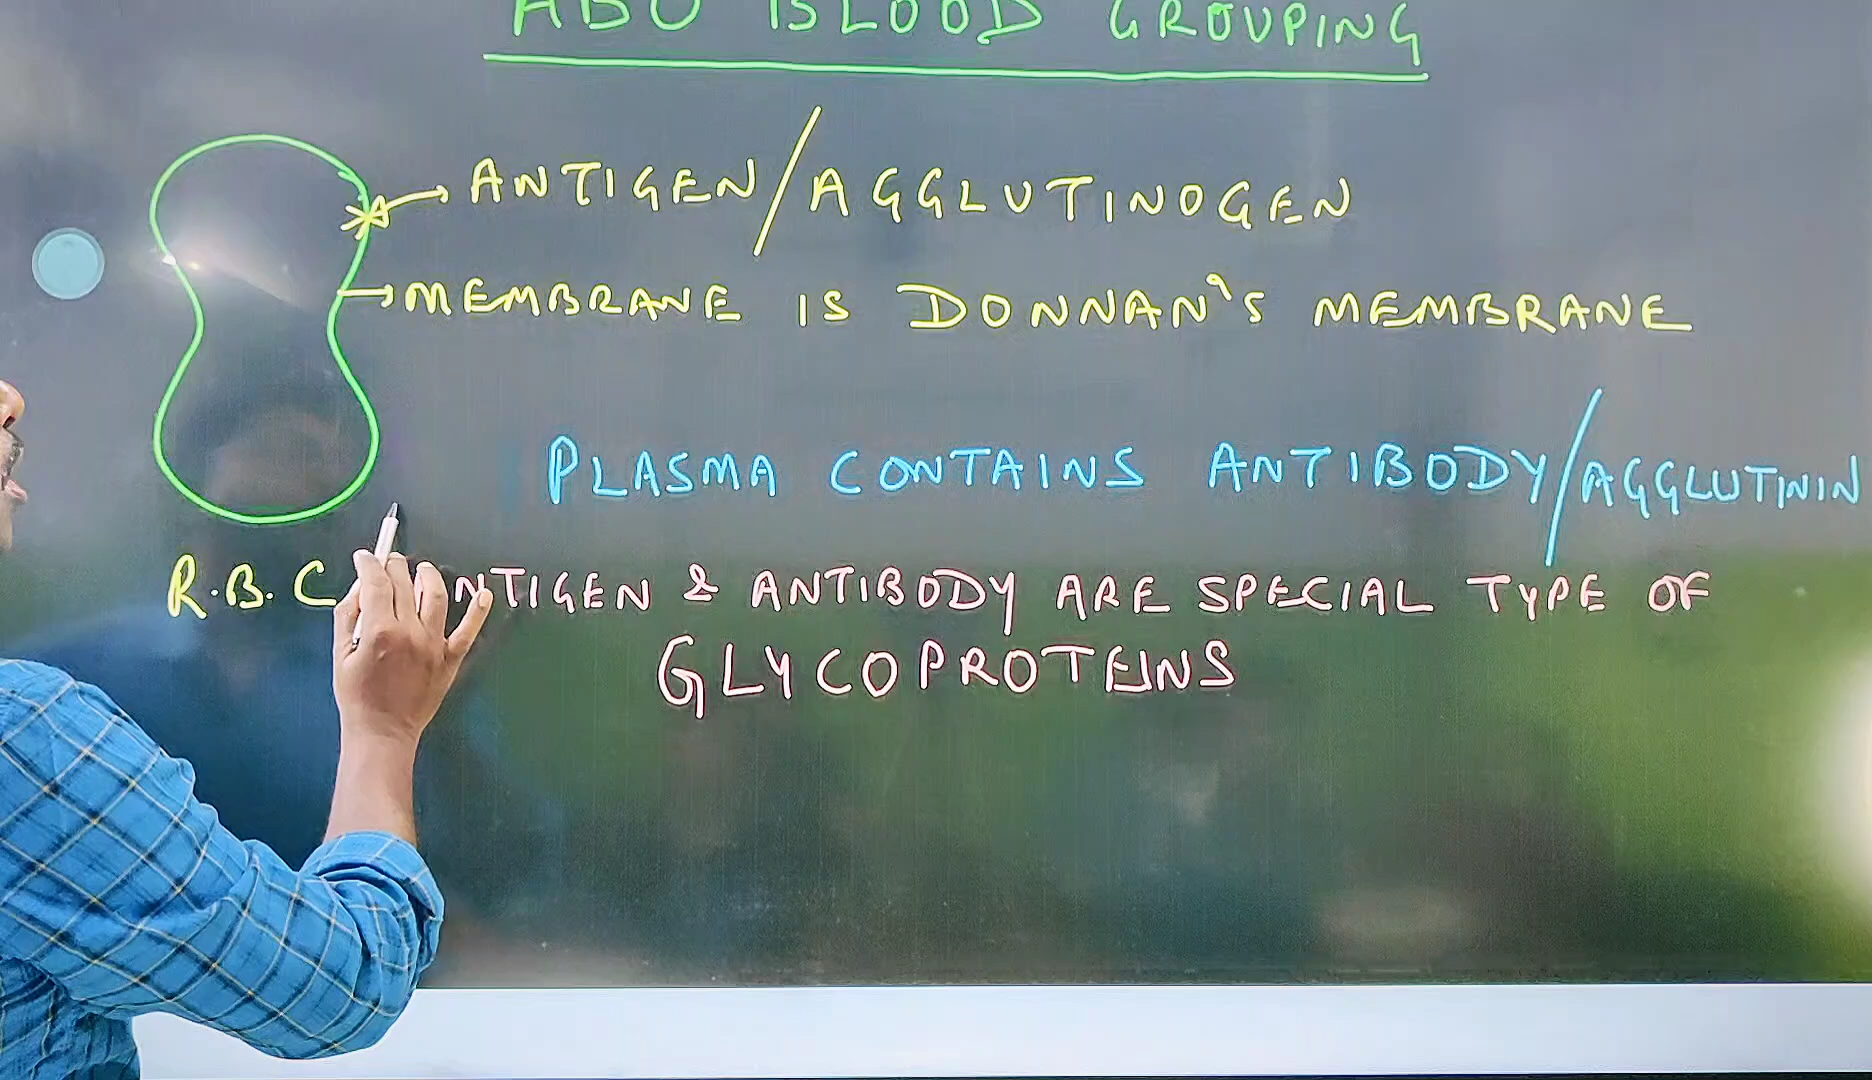 ABO BLOOD GROUPING
ANTIGEN/AGGLUTINOGEN
MEMBRANE IS DONNAN'S MEMBRANE
PLASMA CONTAINS ANTIBODY/AGGLUTININ
R.B.C
ANTIGEN & ANTIBODY ARE SPECIAL TYPE OF
GLYCOPROTEINS